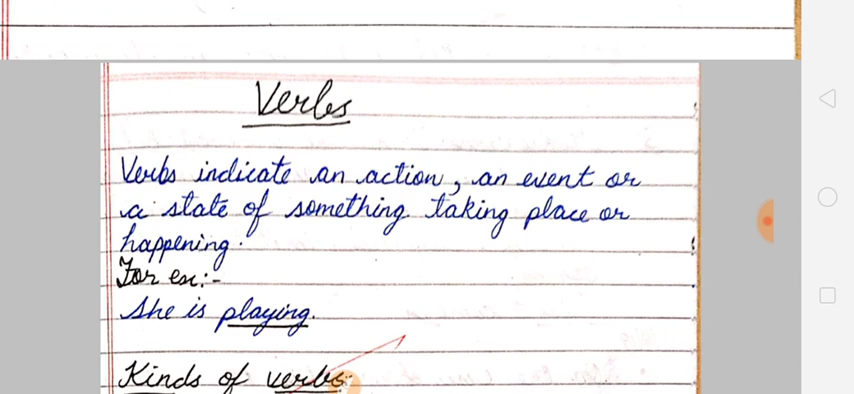 Verbs
Verbs indicate an action, an event or
a state of something taking place or
happening.
For ex:-
She is playing.
Kinds of verbs: